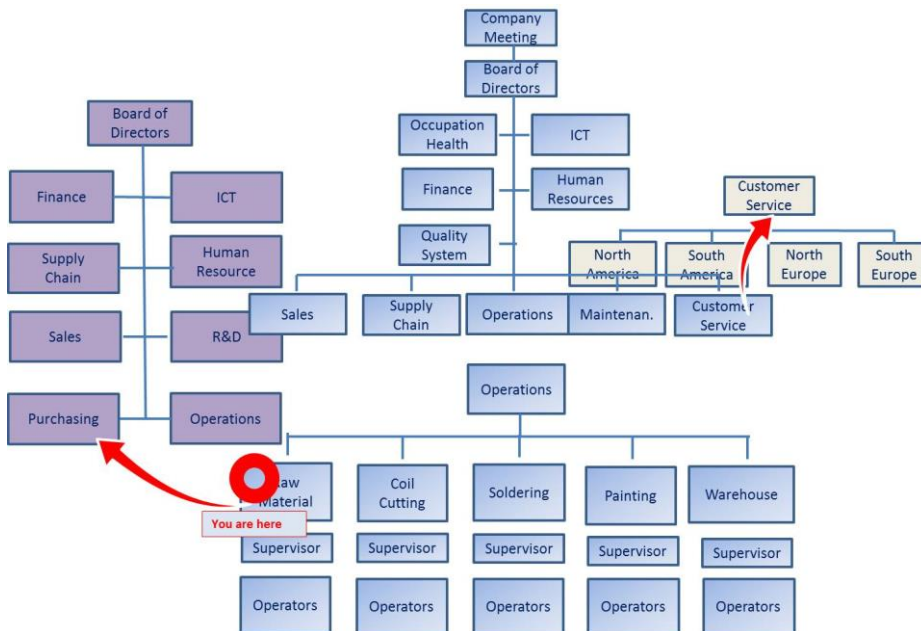 Company
Meeting
Board of
Directors
Occupation
Health
ICT
Finance
Human
Resources
Quality
System
Sales
Supply
Chain
Operations
Maintenan.
Customer
Service
Customer
Service
North
America
South
America
North
Europe
South
Europe
Board of
Directors
Finance
ICT
Supply
Chain
Human
Resource
Sales
R&D
Purchasing
Operations
Operations
Raw
Material
Coil
Cutting
Soldering
Painting
Warehouse
You are here
Supervisor
Supervisor
Supervisor
Supervisor
Supervisor
Operators
Operators
Operators
Operators
Operators